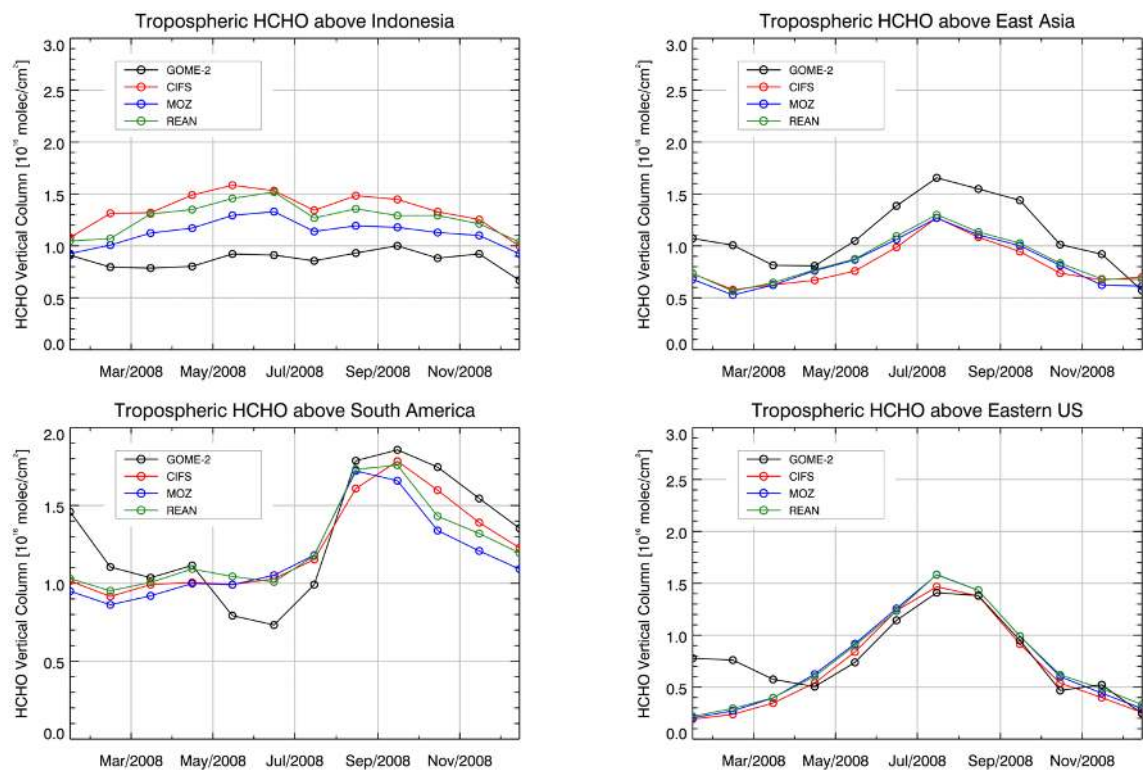 Tropospheric HCHO above Indonesia
HCHO Vertical Column [10¹⁶ molec/cm²]
3.0
2.5
2.0
1.5
1.0
0.5
0.0
GOME-2
CIFS
MOZ
REAN
Mar/2008 May/2008 Jul/2008 Sep/2008 Nov/2008
Tropospheric HCHO above East Asia
HCHO Vertical Column [10¹⁶ molec/cm²]
3.0
2.5
2.0
1.5
1.0
0.5
0.0
GOME-2
CIFS
MOZ
REAN
Mar/2008 May/2008 Jul/2008 Sep/2008 Nov/2008
Tropospheric HCHO above South America
HCHO Vertical Column [10¹⁶ molec/cm²]
2.0
1.5
1.0
0.5
0.0
GOME-2
CIFS
MOZ
REAN
Mar/2008 May/2008 Jul/2008 Sep/2008 Nov/2008
Tropospheric HCHO above Eastern US
HCHO Vertical Column [10¹⁶ molec/cm²]
3.0
2.5
2.0
1.5
1.0
0.5
0.0
GOME-2
CIFS
MOZ
REAN
Mar/2008 May/2008 Jul/2008 Sep/2008 Nov/2008